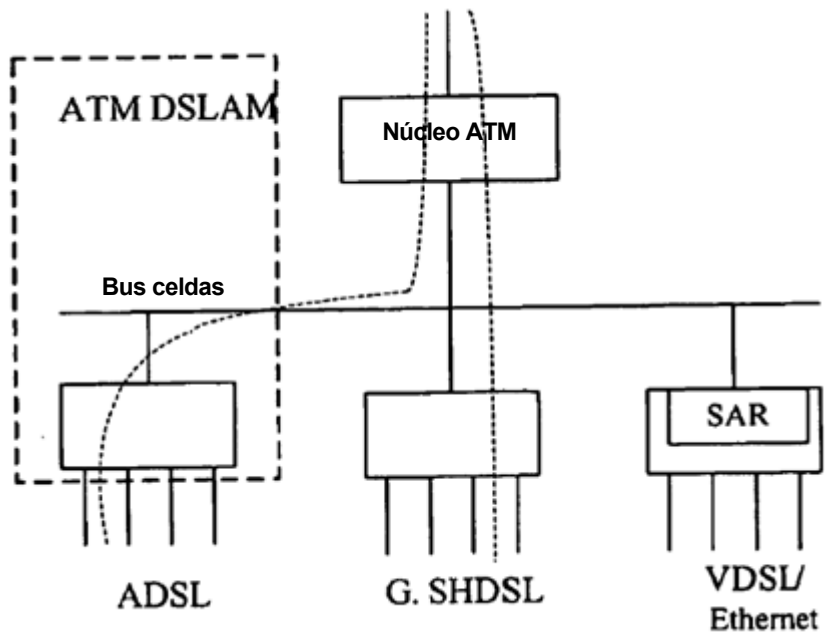 ATM DSLAM
Núcleo ATM
Bus celdas
SAR
ADSL
G. SHDSL
VDSL/
Ethernet